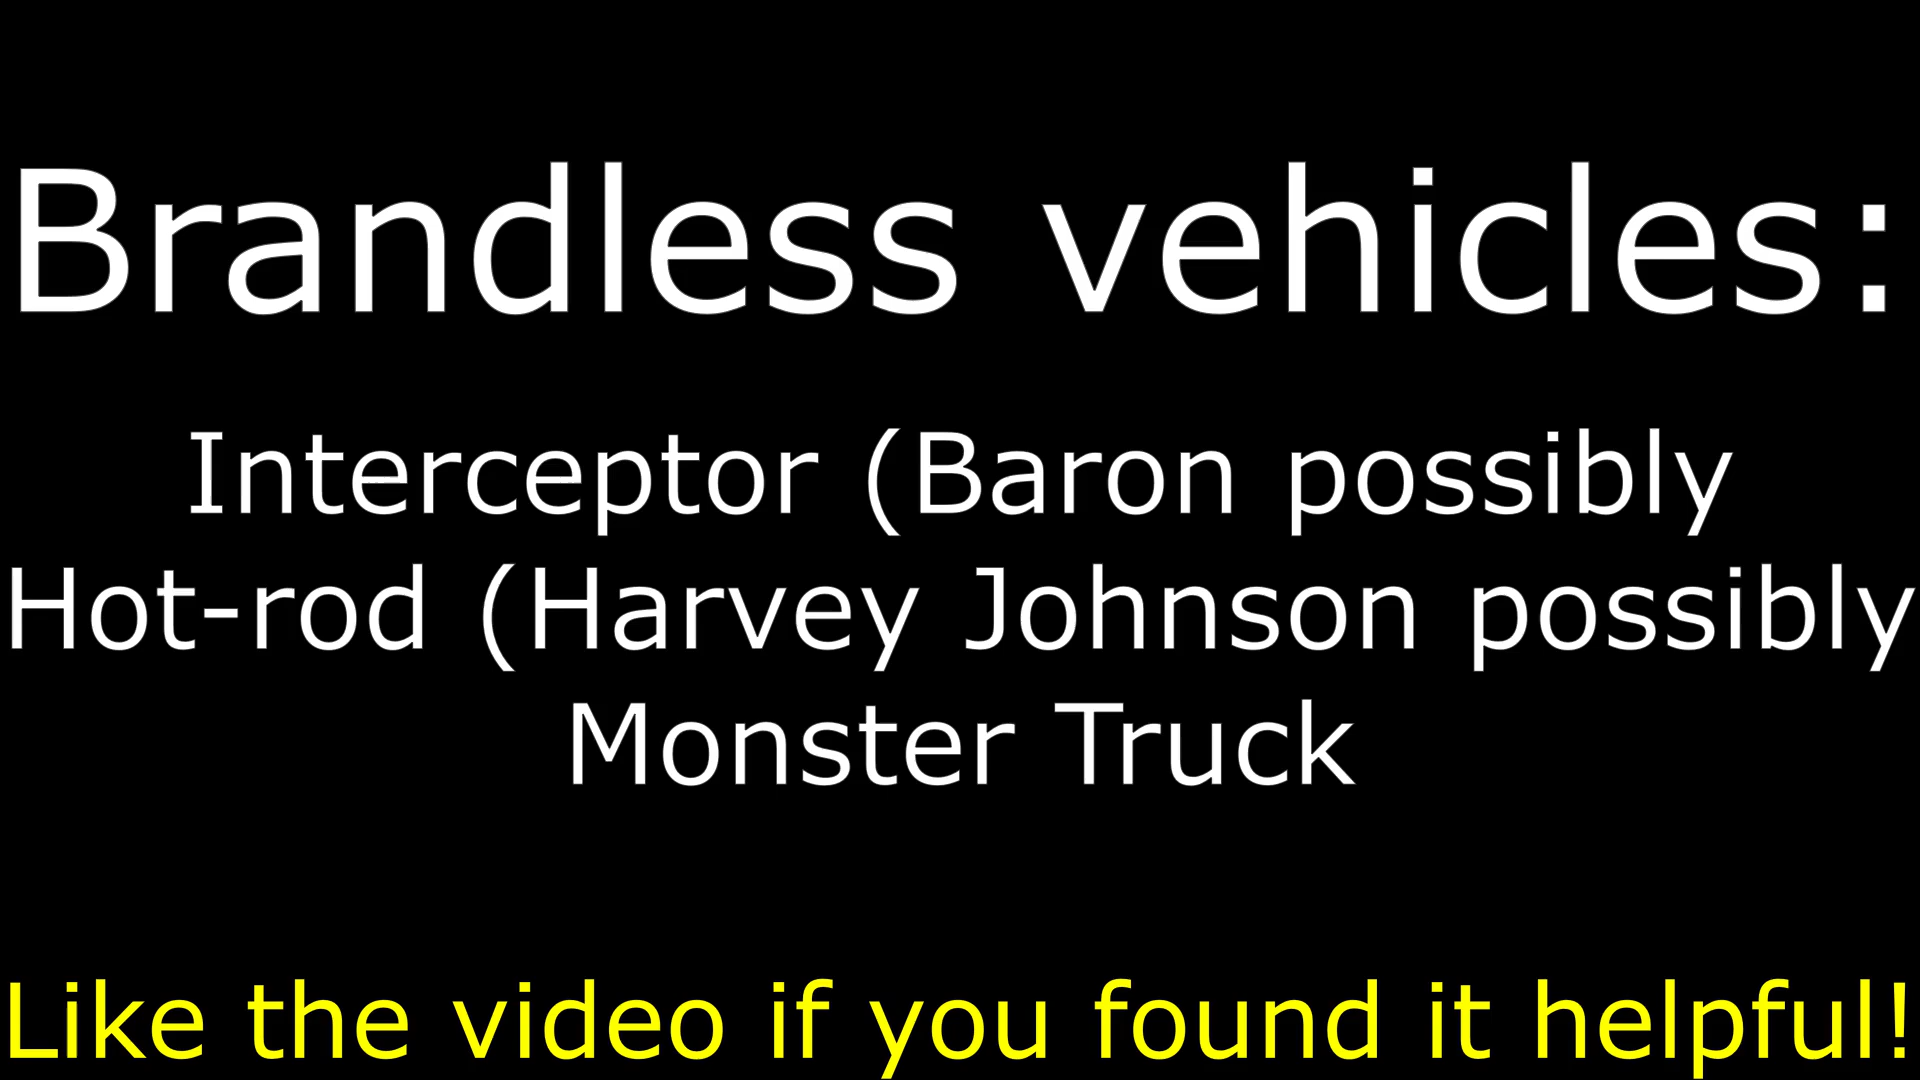 Brandless vehicles:
Interceptor (Baron possibly
Hot-rod (Harvey Johnson possibly
Monster Truck
Like the video if you found it helpful!